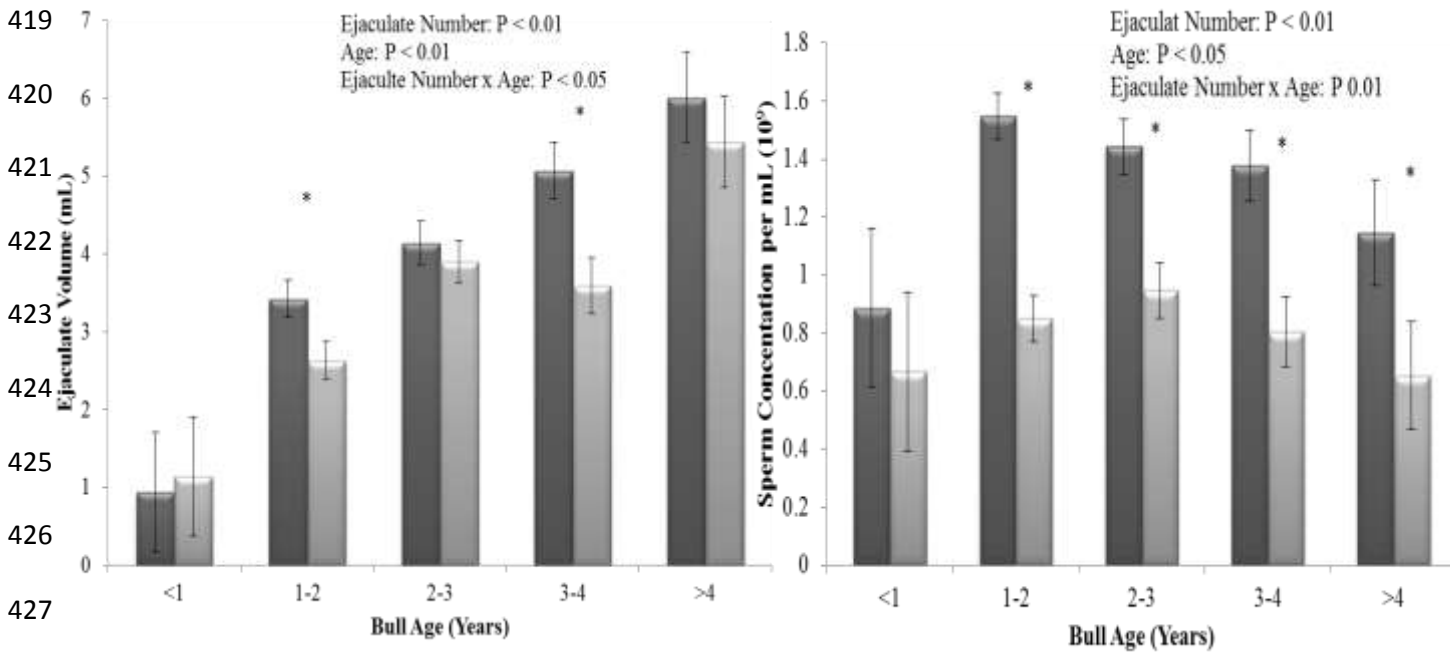 419
420
421
422
423
424
425
426
427
Ejaculate Volume (mL)
7
6
5
4
3
2
1
0
Ejaculate Number: P < 0.01
Age: P < 0.01
Ejaculte Number x Age: P < 0.05
*
*
<1 1-2 2-3 3-4 >4
Bull Age (Years)
Sperm Concentation per mL (10⁹)
1.8
1.6
1.4
1.2
1
0.8
0.6
0.4
0.2
0
Ejaculat Number: P < 0.01
Age: P < 0.05
Ejaculate Number x Age: P 0.01
*
*
*
*
<1 1-2 2-3 3-4 >4
Bull Age (Years)